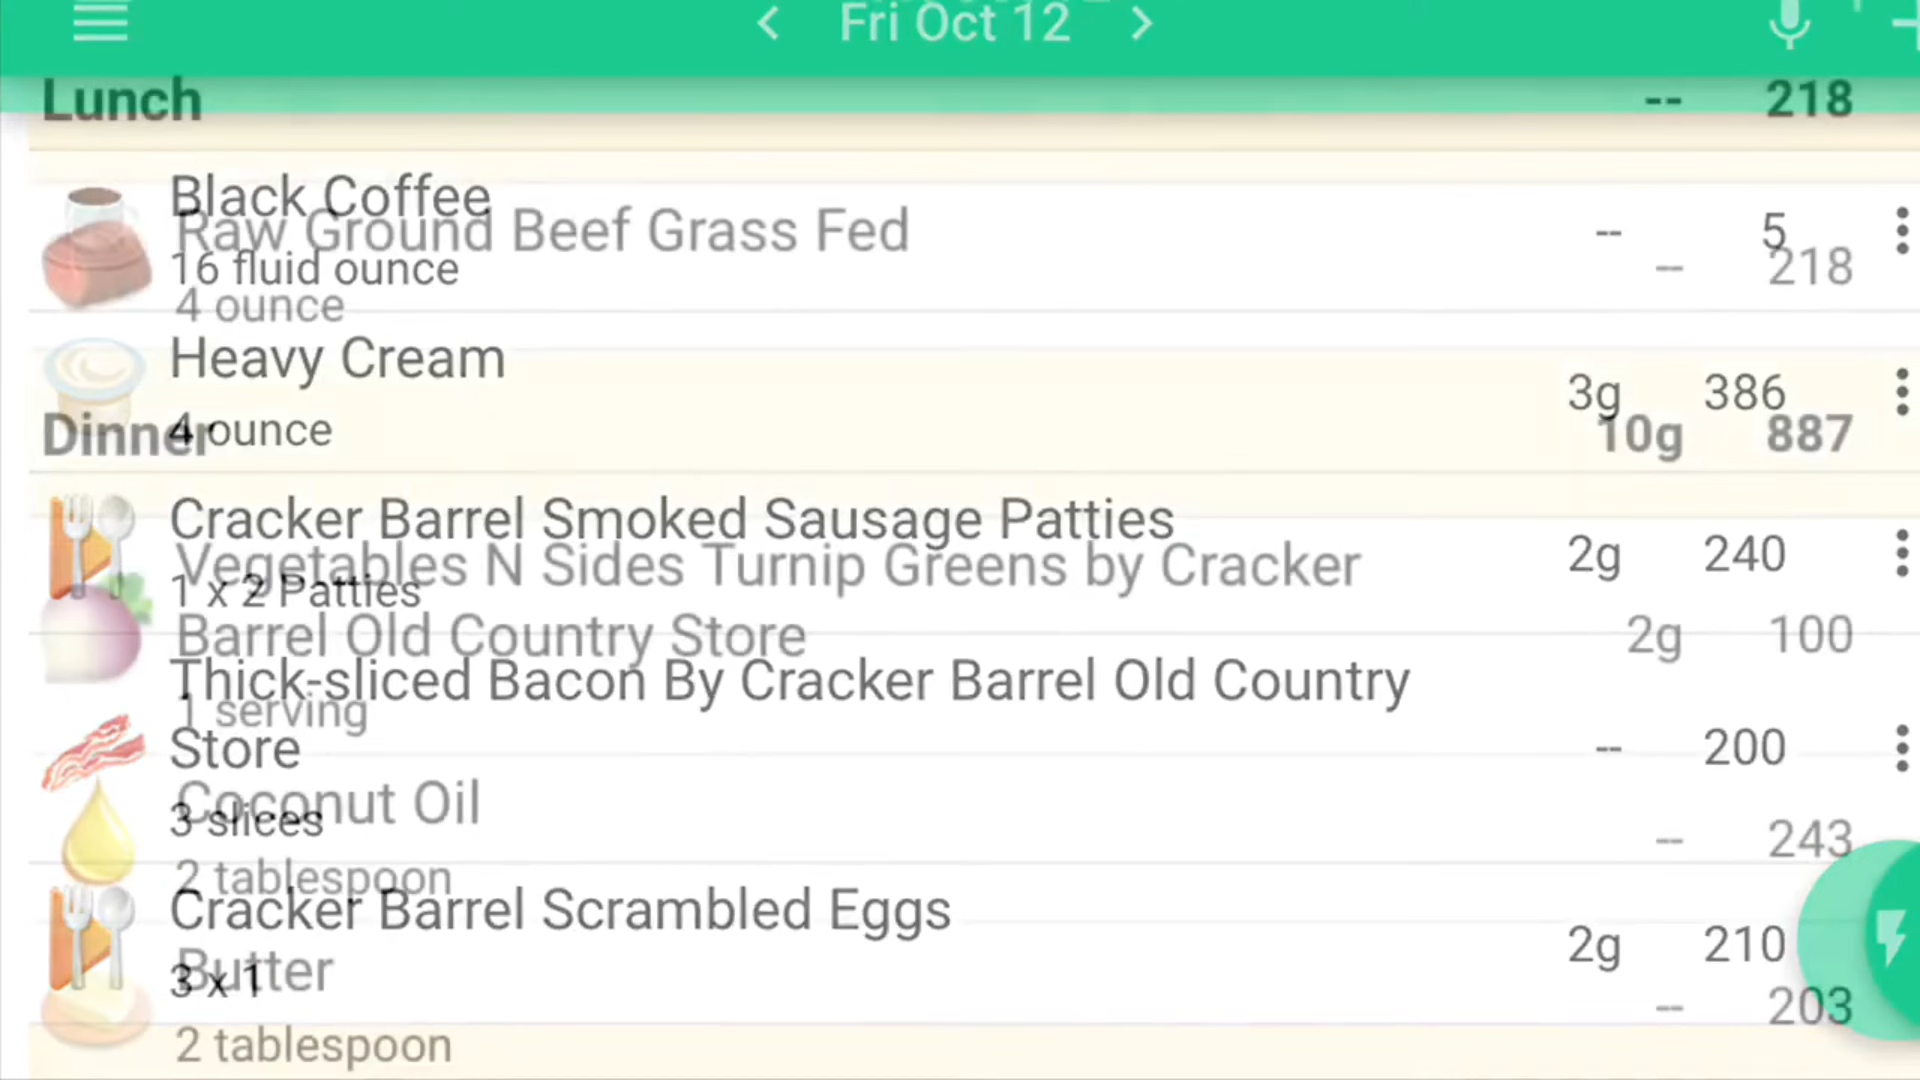 Fri Oct 12
Lunch -- 218
Black Coffee
Raw Ground Beef Grass Fed
-- 5
16 fluid ounce
-- 218
4 ounce
Heavy Cream
3g 386
4 ounce
Dinner 10g 887
Cracker Barrel Smoked Sausage Patties
2g 240
Vegetables N Sides Turnip Greens by Cracker
1 x 2 Patties
Barrel Old Country Store
2g 100
Thick-sliced Bacon By Cracker Barrel Old Country
1 serving
Store
-- 200
Coconut Oil
3 slices
-- 243
2 tablespoon
Cracker Barrel Scrambled Eggs
2g 210
Butter
3 x 1
-- 203
2 tablespoon